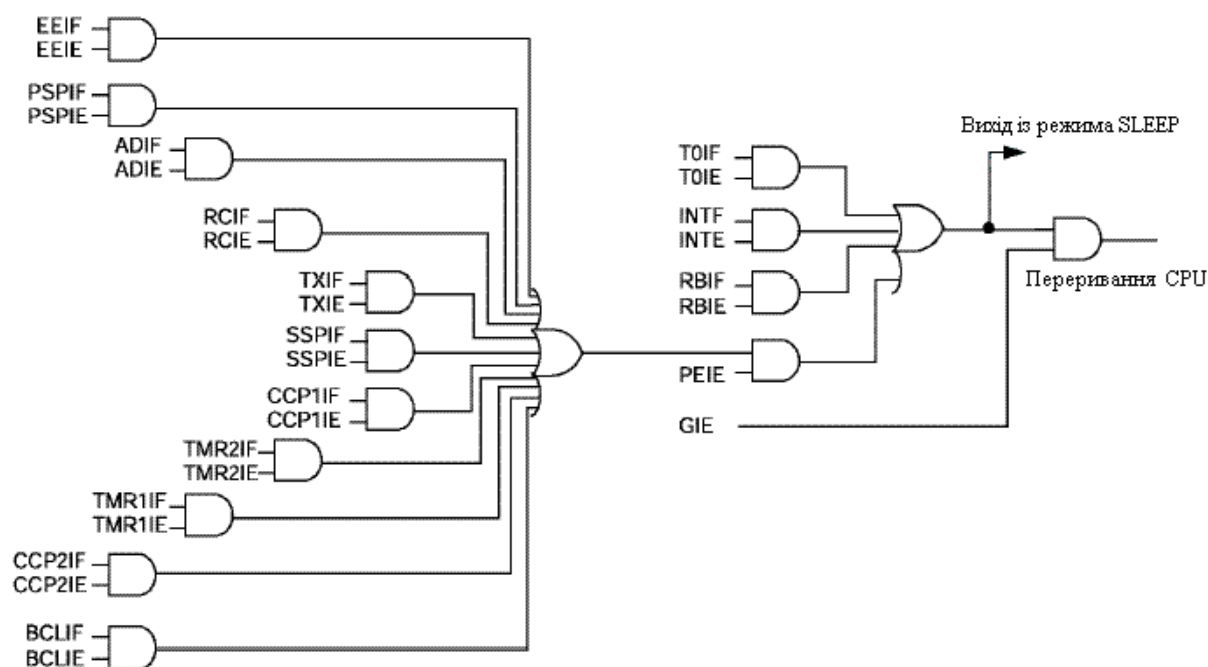 EEIF
EEIE
PSPIF
PSPIE
ADIF
ADIE
RCIF
RCIE
TXIF
TXIE
SSPIF
SSPIE
CCP1IF
CCP1IE
TMR2IF
TMR2IE
TMR1IF
TMR1IE
CCP2IF
CCP2IE
BCLIF
BCLIE
Вихід із режима SLEEP
T0IF
T0IE
INTF
INTE
RBIF
RBIE
PEIE
GIE
Переривання CPU